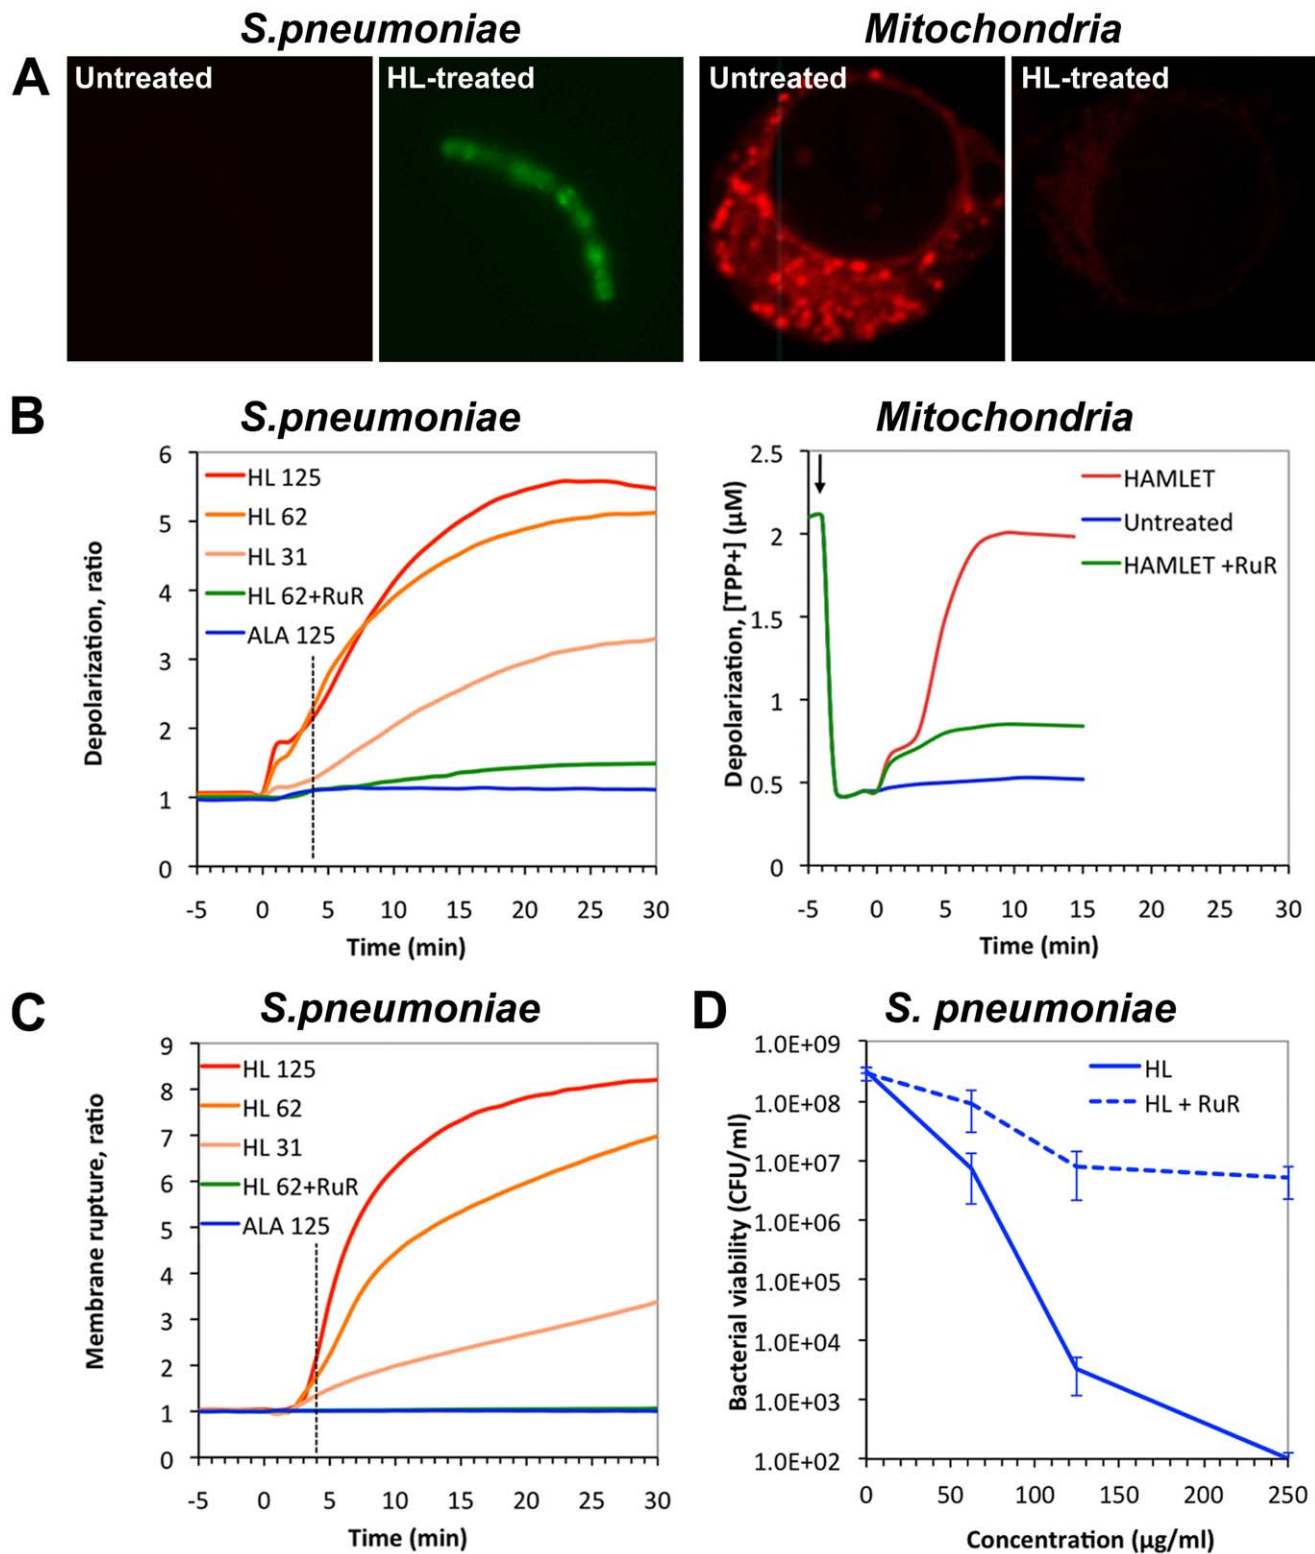 S.pneumoniae
Mitochondria
A
Untreated
HL-treated
Untreated
HL-treated
B
S.pneumoniae
Mitochondria
Depolarization, ratio
6
5
4
3
2
1
0
HL 125
HL 62
HL 31
HL 62+RuR
ALA 125
-5 0 5 10 15 20 25 30
Time (min)
Depolarization, [TPP+] (µM)
2.5
2
1.5
1
0.5
0
HAMLET
Untreated
HAMLET +RuR
-5 0 5 10 15 20 25 30
Time (min)
C
S.pneumoniae
Membrane rupture, ratio
9
8
7
6
5
4
3
2
1
0
HL 125
HL 62
HL 31
HL 62+RuR
ALA 125
-5 0 5 10 15 20 25 30
Time (min)
D
S. pneumoniae
Bacterial viability (CFU/ml)
1.0E+09
1.0E+08
1.0E+07
1.0E+06
1.0E+05
1.0E+04
1.0E+03
1.0E+02
HL
HL + RuR
0 50 100 150 200 250
Concentration (µg/ml)